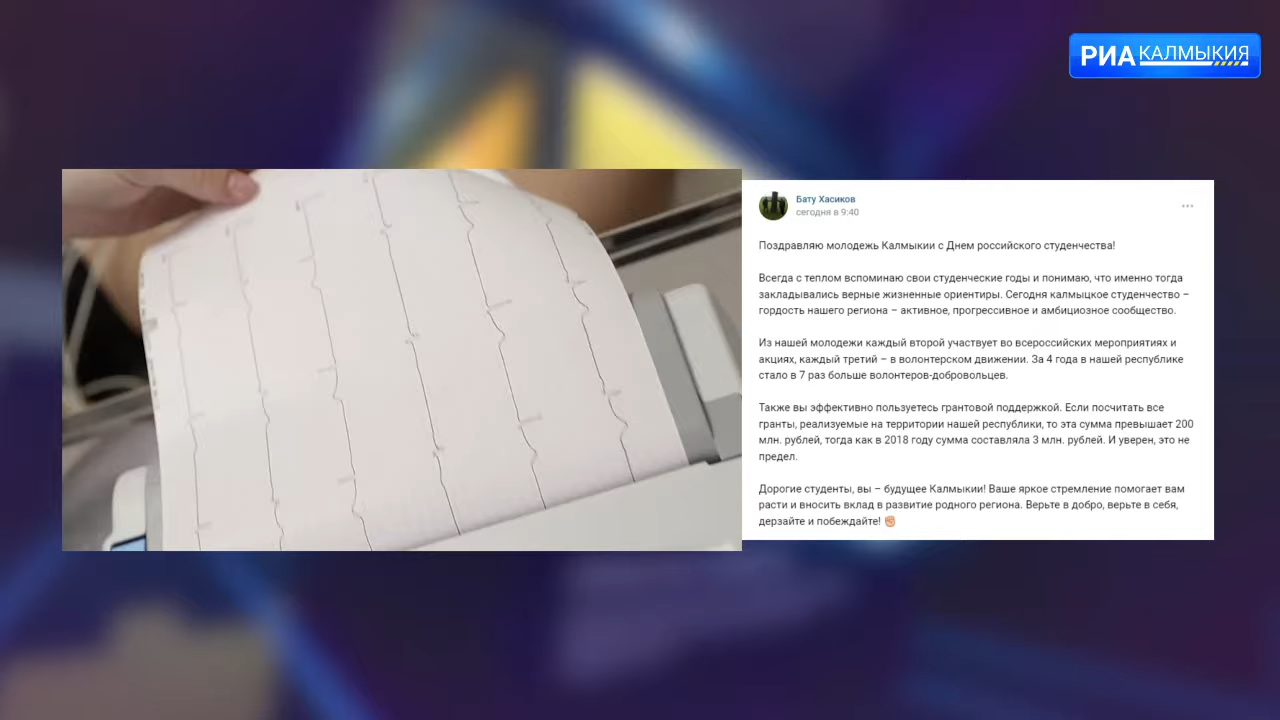 РИА КАЛМЫКИЯ
Бату Хасиков
сегодня в 9:40
Поздравляю молодежь Калмыкии с Днем российского студенчества!
Всегда с теплом вспоминаю свои студенческие годы и понимаю, что именно тогда
закладывались верные жизненные ориентиры. Сегодня калмыцкое студенчество –
гордость нашего региона – активное, прогрессивное и амбициозное сообщество.
Из нашей молодежи каждый второй участвует во всероссийских мероприятиях и
акциях, каждый третий – в волонтерском движении. За 4 года в нашей республике
стало в 7 раз больше волонтеров-добровольцев.
Также вы эффективно пользуетесь грантовой поддержкой. Если посчитать все
гранты, реализуемые на территории нашей республики, то эта сумма превышает 200
млн. рублей, тогда как в 2018 году сумма составляла 3 млн. рублей. И уверен, это не
предел.
Дорогие студенты, вы – будущее Калмыкии! Ваше яркое стремление помогает вам
расти и вносить вклад в развитие родного региона. Верьте в добро, верьте в себя,
дерзайте и побеждайте! ✊🏼